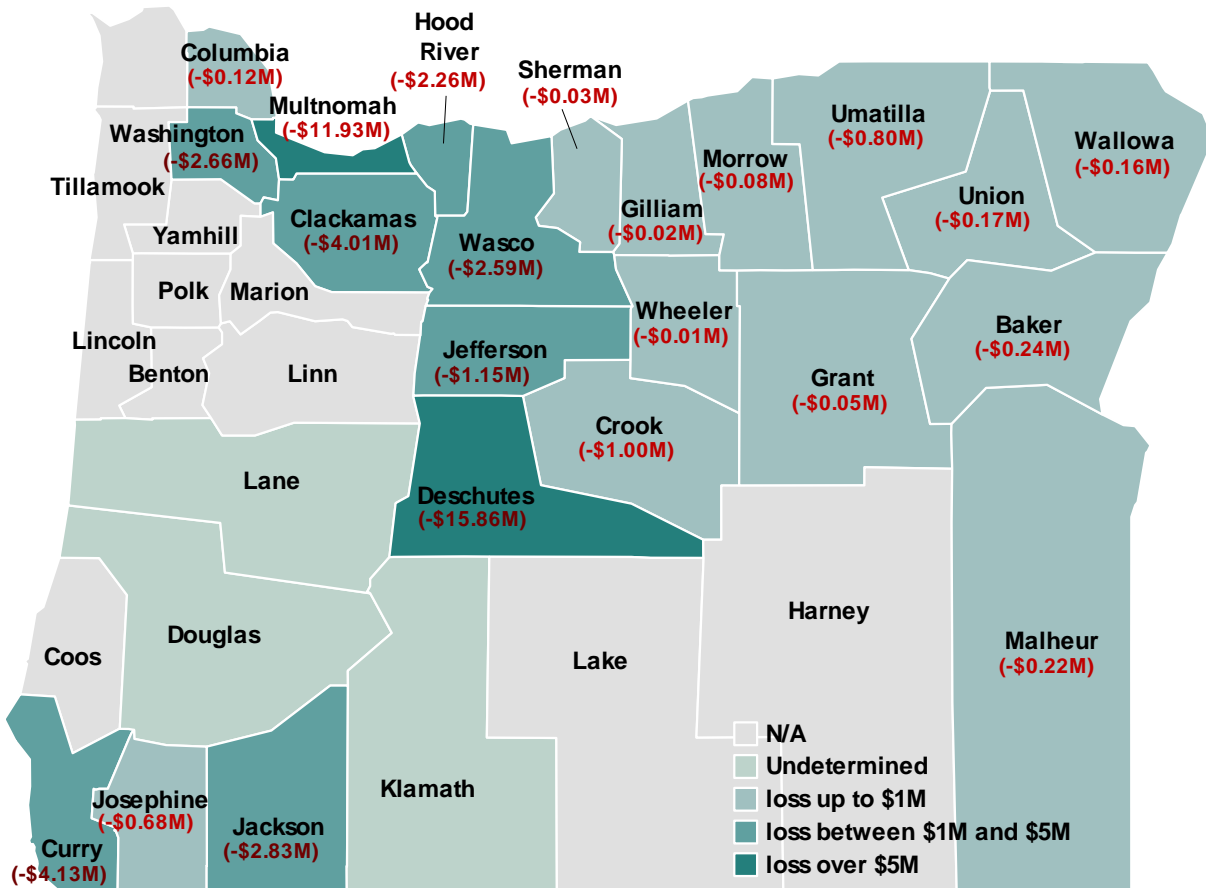 Hood
River
(-$2.26M)
Columbia
(-$0.12M)
Sherman
(-$0.03M)
Multnomah
(-$11.93M)
Washington
(-$2.66M)
Umatilla
(-$0.80M)
Wallowa
(-$0.16M)
Morrow
(-$0.08M)
Tillamook
Union
(-$0.17M)
Gilliam
(-$0.02M)
Clackamas
(-$4.01M)
Yamhill
Wasco
(-$2.59M)
Polk
Marion
Wheeler
(-$0.01M)
Baker
(-$0.24M)
Lincoln
Benton
Linn
Jefferson
(-$1.15M)
Grant
(-$0.05M)
Crook
(-$1.00M)
Lane
Deschutes
(-$15.86M)
Harney
Douglas
Malheur
(-$0.22M)
Coos
Lake
Klamath
Josephine
(-$0.68M)
Jackson
(-$2.83M)
Curry
(-$4.13M)
N/A
Undetermined
loss up to $1M
loss between $1M and $5M
loss over $5M